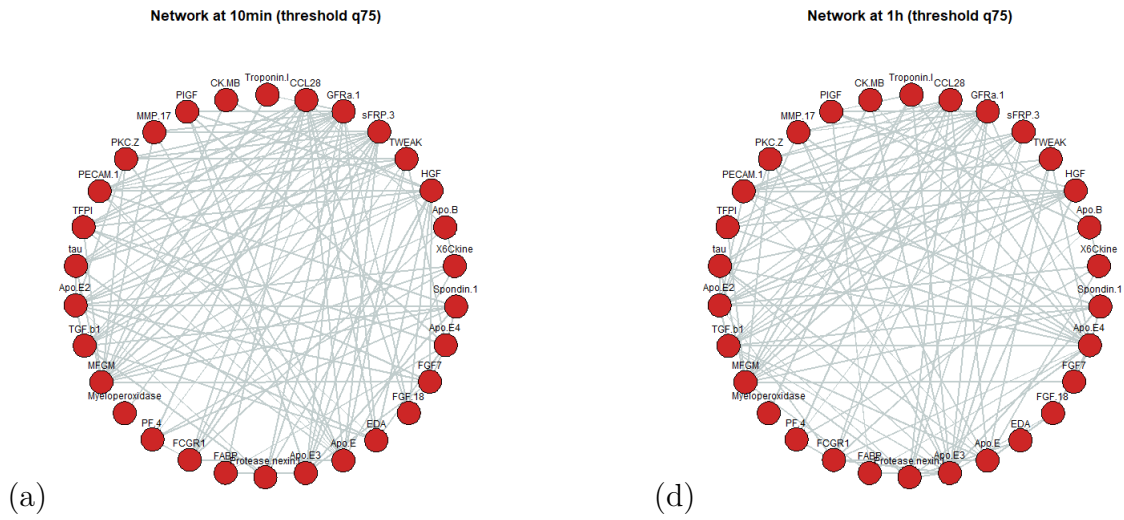 Network at 10min (threshold q75)
Troponin.I
CK.MB
CCL28
PIGF
GFRa.1
MMP.17
sFRP.3
PKC.Z
TWEAK
PECAM.1
HGF
TFPI
Apo.B
tau
X6Ckine
Apo.E2
Spondin.1
TGF.b1
Apo.E4
MFGM
FGF7
Myeloperoxidase
FGF.18
PF.4
EDA
FCGR1
Apo.E
FABP
Protease.nexin1
Apo.E3
(a)
Network at 1h (threshold q75)
Troponin.I
CK.MB
CCL28
PIGF
GFRa.1
MMP.17
sFRP.3
PKC.Z
TWEAK
PECAM.1
HGF
TFPI
Apo.B
tau
X6Ckine
Apo.E2
Spondin.1
TGF.b1
Apo.E4
MFGM
FGF7
Myeloperoxidase
FGF.18
PF.4
EDA
FCGR1
Apo.E
FABP
Protease.nexin1
Apo.E3
(d)